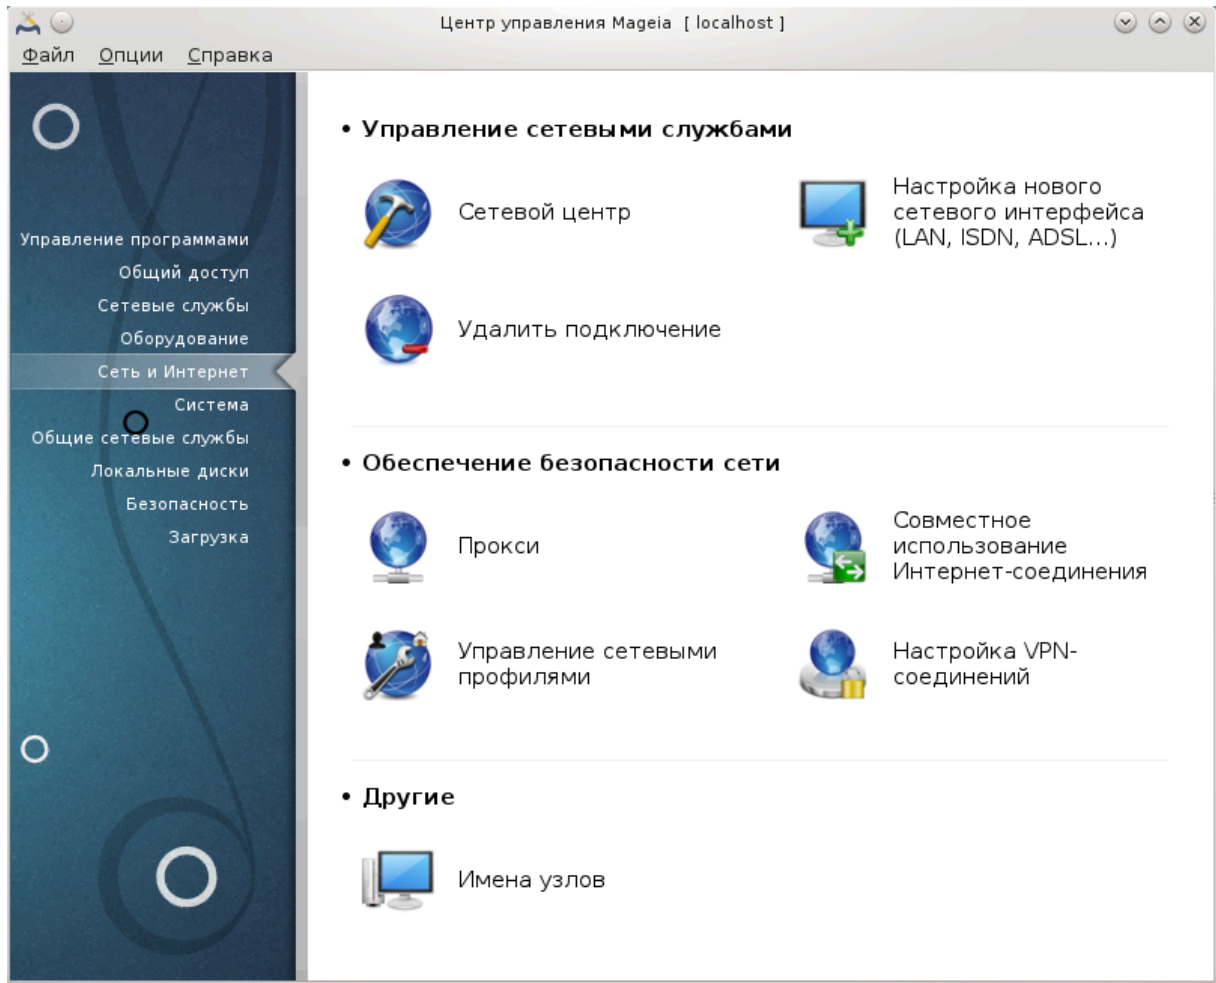 Центр управления Mageia [ localhost ]
Файл Опции Справка
Управление программами
Общий доступ
Сетевые службы
Оборудование
Сеть и Интернет
Система
Общие сетевые службы
Локальные диски
Безопасность
Загрузка
• Управление сетевыми службами
Сетевой центр
Настройка нового
сетевого интерфейса
(LAN, ISDN, ADSL...)
Удалить подключение
• Обеспечение безопасности сети
Прокси
Совместное
использование
Интернет-соединения
Управление сетевыми
профилями
Настройка VPN-
соединений
• Другие
Имена узлов